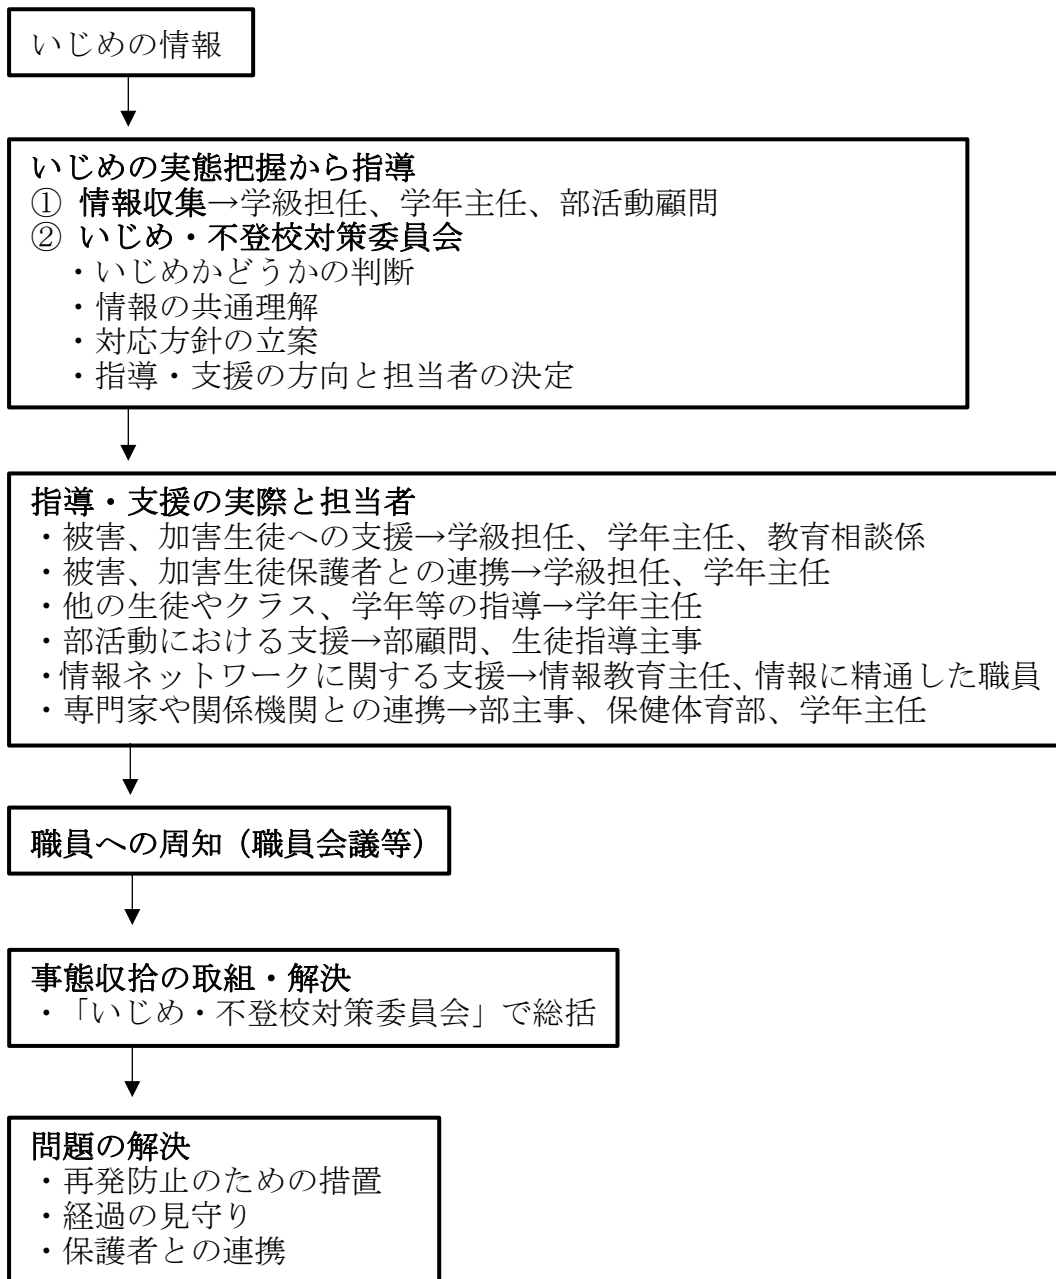 いじめの情報
いじめの実態把握から指導
① 情報収集→学級担任、学年主任、部活動顧問
② いじめ・不登校対策委員会
・いじめかどうかの判断
・情報の共通理解
・対応方針の立案
・指導・支援の方向と担当者の決定
指導・支援の実際と担当者
・被害、加害生徒への支援→学級担任、学年主任、教育相談係
・被害、加害生徒保護者との連携→学級担任、学年主任
・他の生徒やクラス、学年等の指導→学年主任
・部活動における支援→部顧問、生徒指導主事
・情報ネットワークに関する支援→情報教育主任、情報に精通した職員
・専門家や関係機関との連携→部主事、保健体育部、学年主任
職員への周知（職員会議等）
事態収拾の取組・解決
・「いじめ・不登校対策委員会」で総括
問題の解決
・再発防止のための措置
・経過の見守り
・保護者との連携